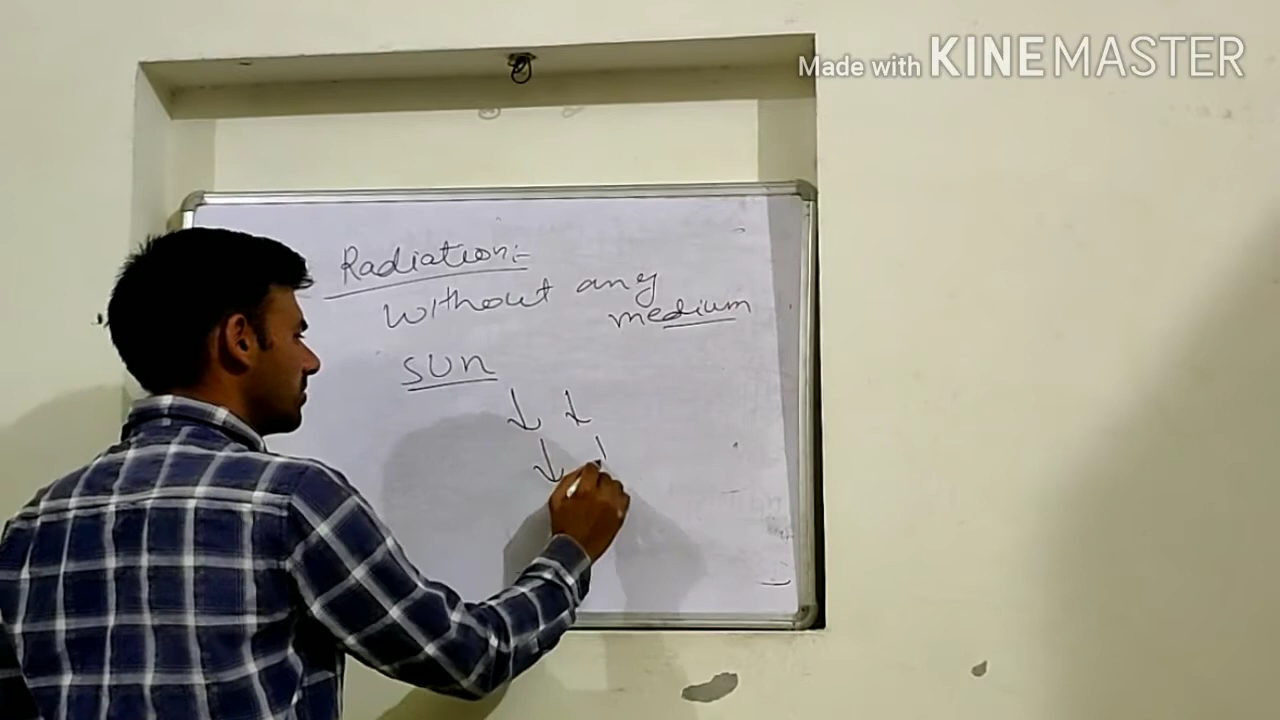 Made with KINEMASTER
Radiation:-
without any
medium
SUn